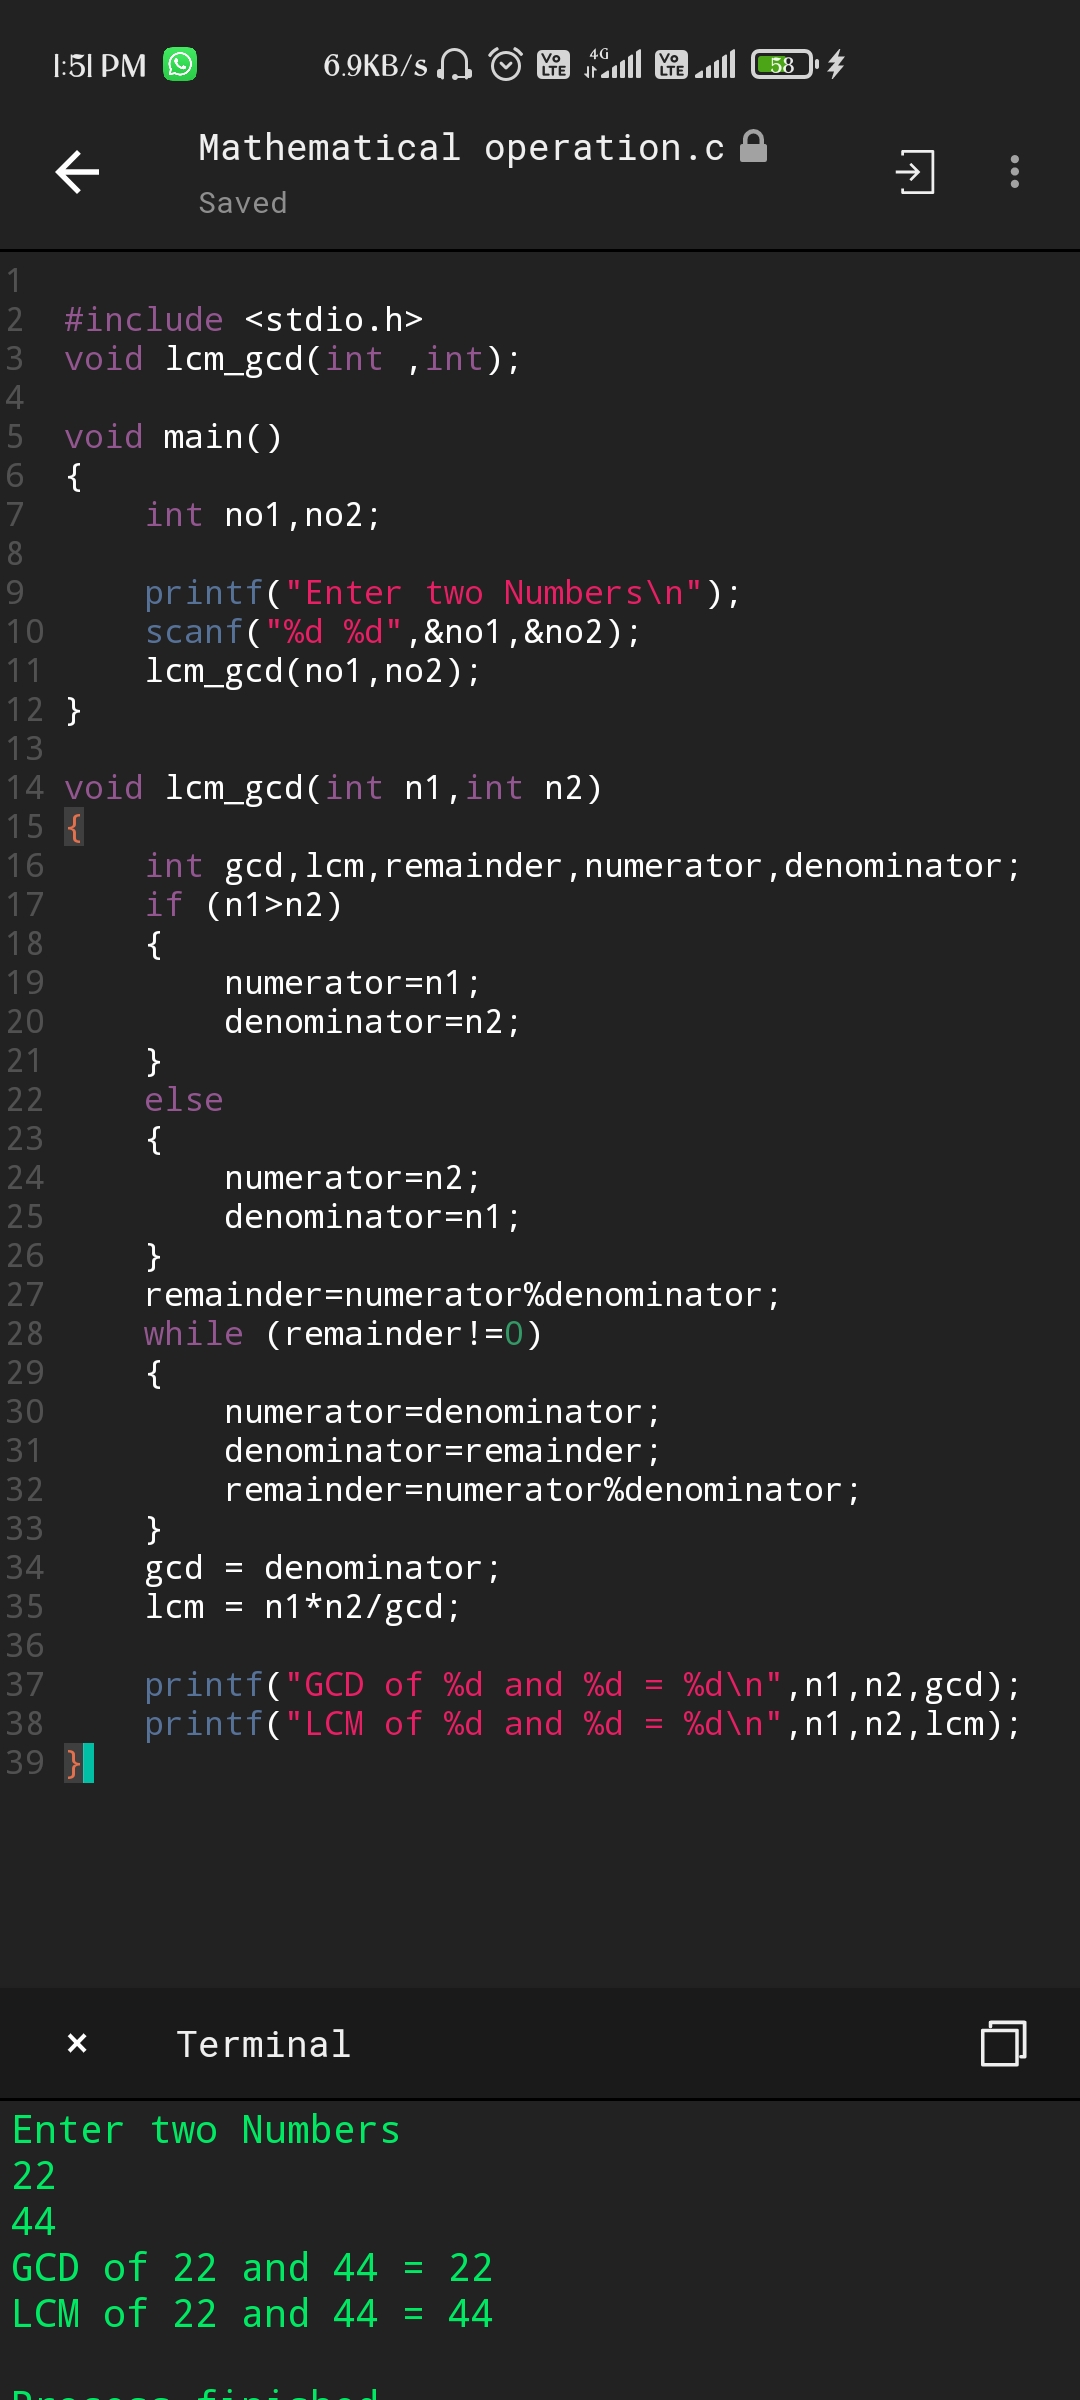 1:51 PM 6.9KB/s Vo LTE 4G Vo LTE 58
Mathematical operation.c
Saved
1
2 #include <stdio.h>
3 void lcm_gcd(int ,int);
4
5 void main()
6 {
7     int no1,no2;
8
9     printf("Enter two Numbers\n");
10     scanf("%d %d",&no1,&no2);
11     lcm_gcd(no1,no2);
12 }
13
14 void lcm_gcd(int n1,int n2)
15 {
16     int gcd,lcm,remainder,numerator,denominator;
17     if (n1>n2)
18     {
19         numerator=n1;
20         denominator=n2;
21     }
22     else
23     {
24         numerator=n2;
25         denominator=n1;
26     }
27     remainder=numerator%denominator;
28     while (remainder!=0)
29     {
30         numerator=denominator;
31         denominator=remainder;
32         remainder=numerator%denominator;
33     }
34     gcd = denominator;
35     lcm = n1*n2/gcd;
36
37     printf("GCD of %d and %d = %d\n",n1,n2,gcd);
38     printf("LCM of %d and %d = %d\n",n1,n2,lcm);
39 }
× Terminal
Enter two Numbers
22
44
GCD of 22 and 44 = 22
LCM of 22 and 44 = 44
Process finished